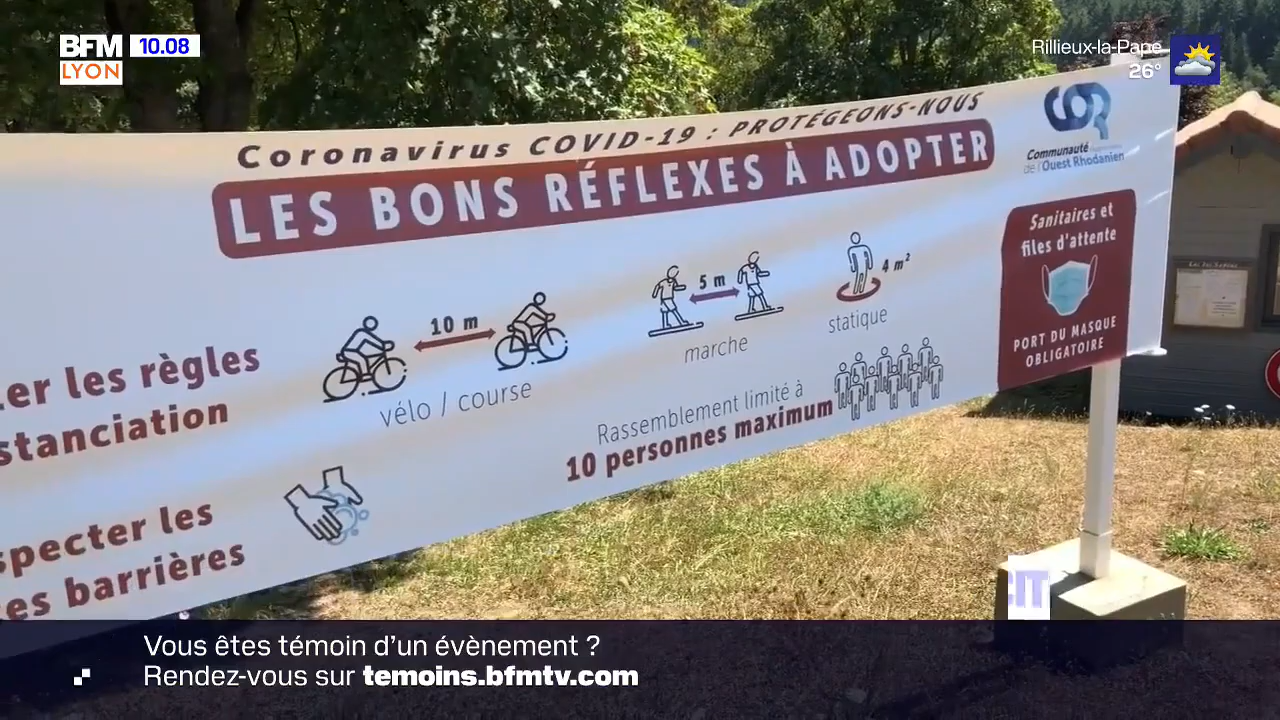 BFM 10.08
LYON
Rillieux-la-Pape
26°
Coronavirus COVID-19 : PROTÉGEONS-NOUS
LES BONS RÉFLEXES À ADOPTER
COR
Communauté
de l'Ouest Rhodanien
Sanitaires et
files d'attente
PORT DU MASQUE
OBLIGATOIRE
10 m
vélo / course
5 m
marche
4 m²
statique
er les règles
stanciation
Rassemblement limité à
10 personnes maximum
specter les
es barrières
CIT
Vous êtes témoin d'un évènement ?
Rendez-vous sur temoins.bfmtv.com